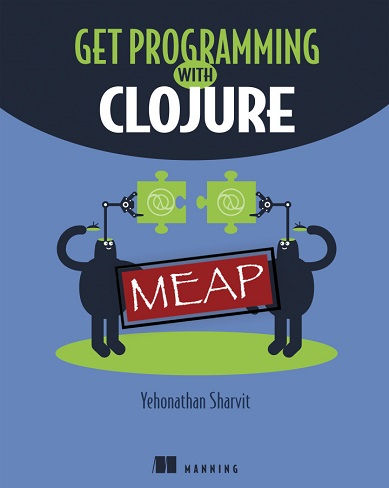 GET PROGRAMMING
WITH
CLOJURE
MEAP
Yehonathan Sharvit
MANNING